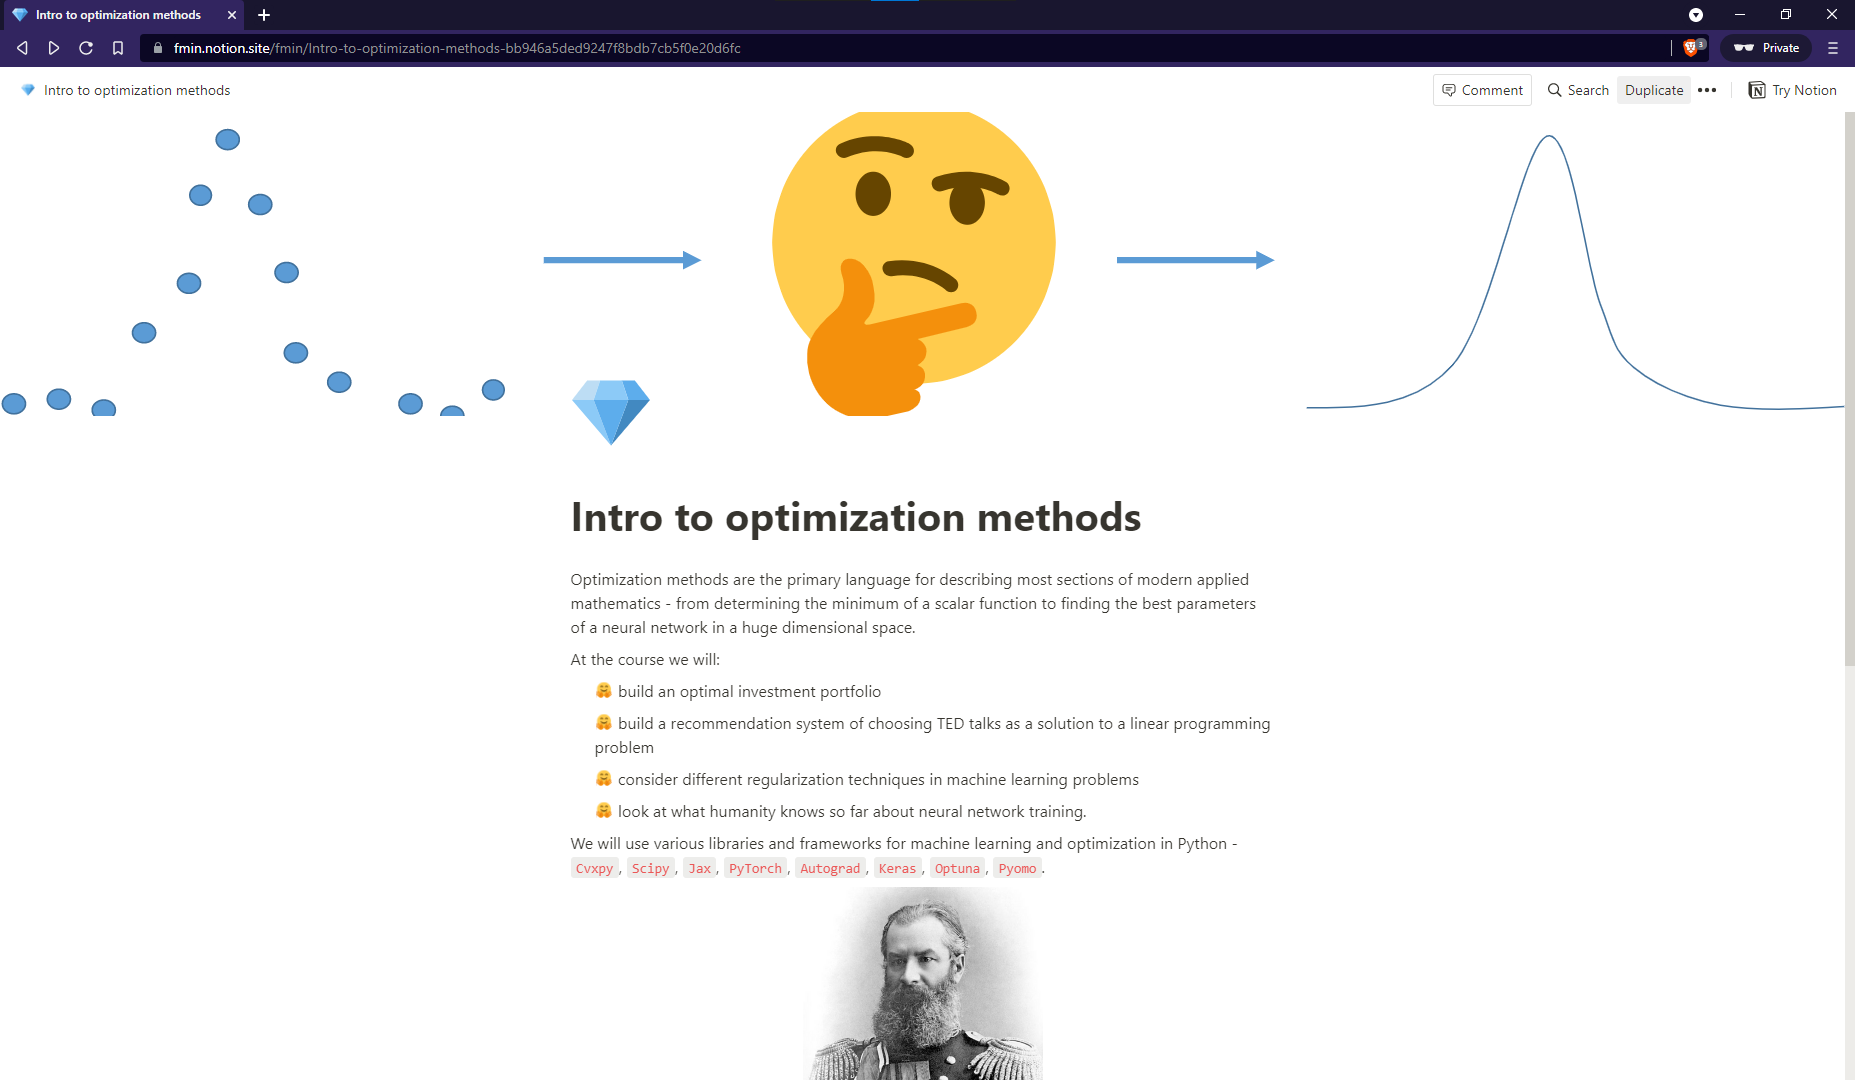 Intro to optimization methods
fmin.notion.site/fmin/Intro-to-optimization-methods-bb946a5ded9247f8bdb7cb5f0e20d6fc
3
Private
Intro to optimization methods
Comment
Search
Duplicate
Try Notion
Intro to optimization methods
Optimization methods are the primary language for describing most sections of modern applied
mathematics - from determining the minimum of a scalar function to finding the best parameters
of a neural network in a huge dimensional space.
At the course we will:
🤗 build an optimal investment portfolio
🤗 build a recommendation system of choosing TED talks as a solution to a linear programming
problem
🤗 consider different regularization techniques in machine learning problems
🤗 look at what humanity knows so far about neural network training.
We will use various libraries and frameworks for machine learning and optimization in Python -
Cvxpy, Scipy, Jax, PyTorch, Autograd, Keras, Optuna, Pyomo.